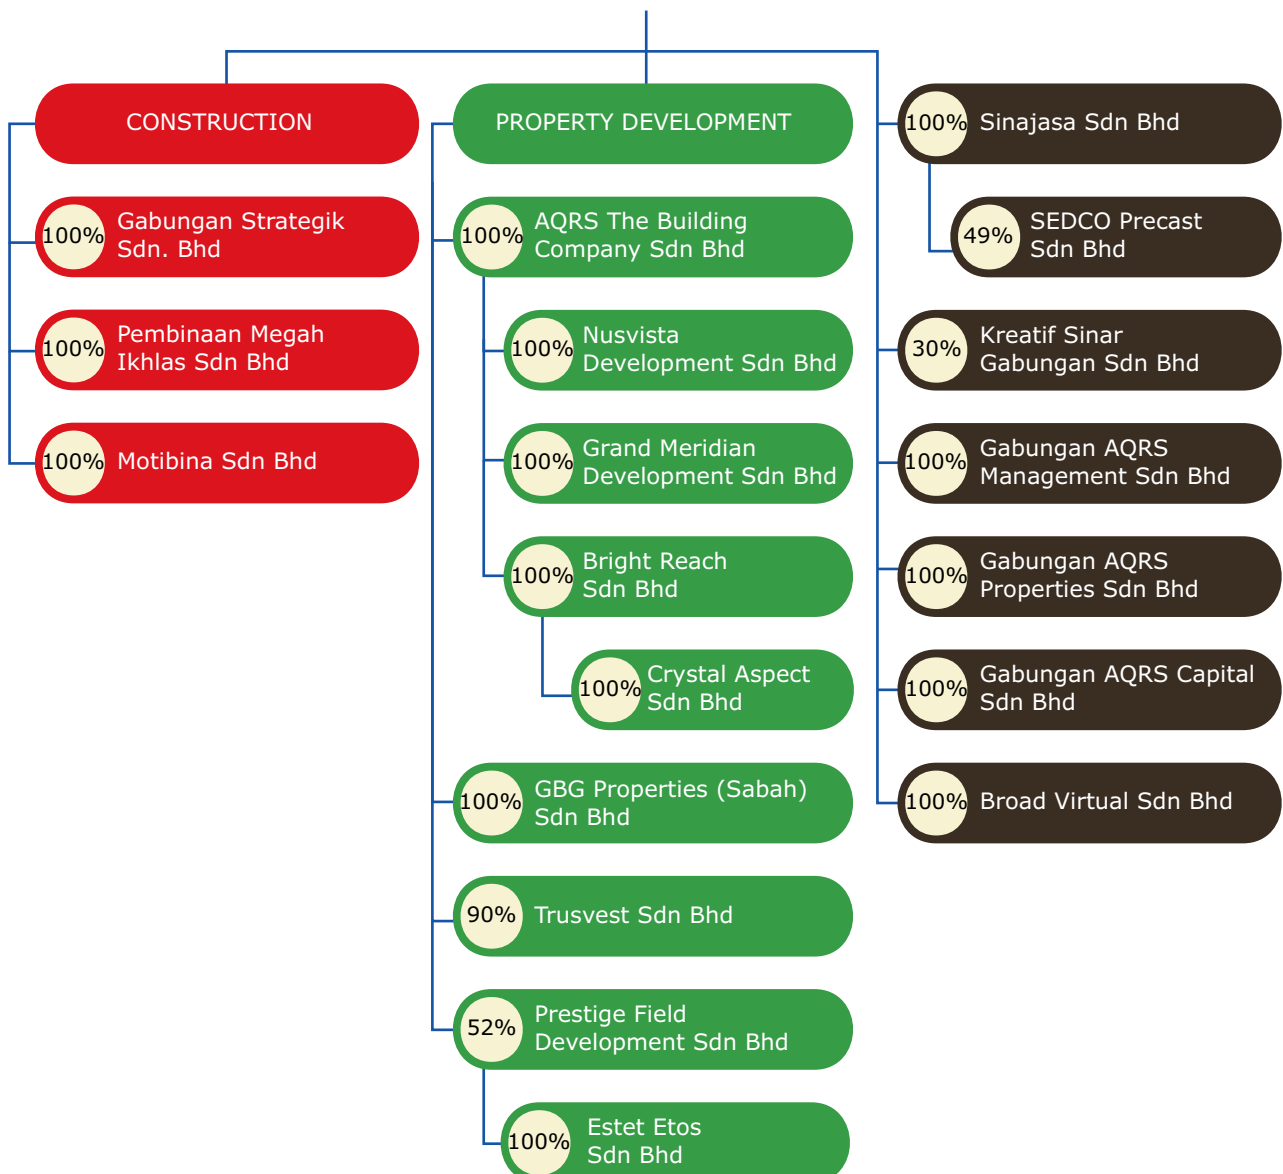 CONSTRUCTION
100%
Gabungan Strategik
Sdn. Bhd
100%
Pembinaan Megah
Ikhlas Sdn Bhd
100%
Motibina Sdn Bhd
PROPERTY DEVELOPMENT
100%
AQRS The Building
Company Sdn Bhd
100%
Nusvista
Development Sdn Bhd
100%
Grand Meridian
Development Sdn Bhd
100%
Bright Reach
Sdn Bhd
100%
Crystal Aspect
Sdn Bhd
100%
GBG Properties (Sabah)
Sdn Bhd
90%
Trusvest Sdn Bhd
52%
Prestige Field
Development Sdn Bhd
100%
Estet Etos
Sdn Bhd
100%
Sinajasa Sdn Bhd
49%
SEDCO Precast
Sdn Bhd
30%
Kreatif Sinar
Gabungan Sdn Bhd
100%
Gabungan AQRS
Management Sdn Bhd
100%
Gabungan AQRS
Properties Sdn Bhd
100%
Gabungan AQRS Capital
Sdn Bhd
100%
Broad Virtual Sdn Bhd